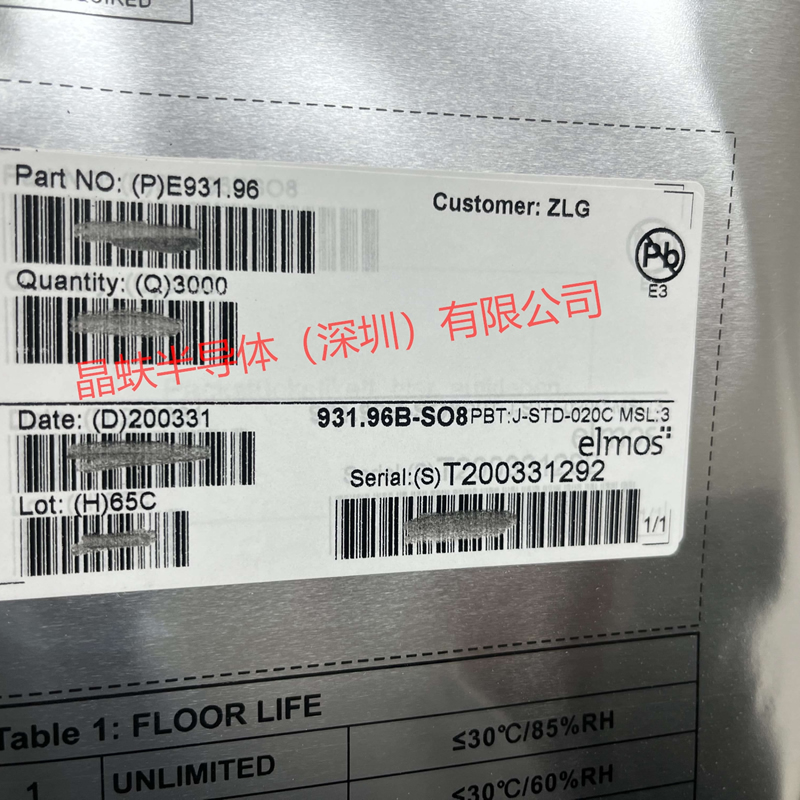 Part NO: (P)E931.96
Customer: ZLG
Pb
E3
Quantity: (Q)3000
晶蚨半导体（深圳）有限公司
Date: (D)200331
931.96B-SO8 PBT:J-STD-020C MSL:3
elmos
Serial:(S)T200331292
Lot: (H)65C
1/1
Table 1: FLOOR LIFE
≤30℃/85%RH
1 UNLIMITED
≤30℃/60%RH